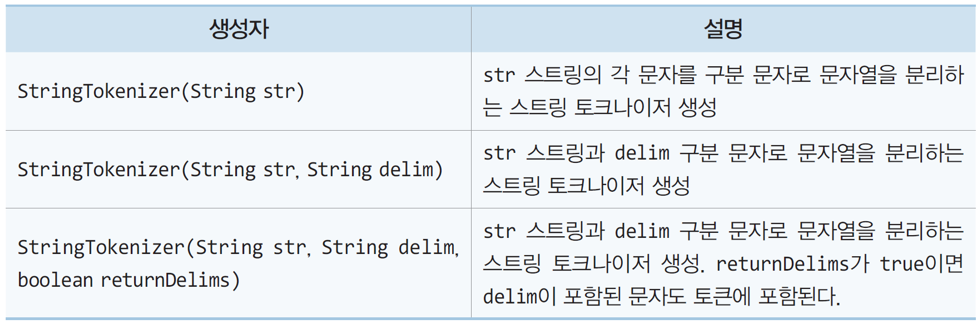 생성자
설명
StringTokenizer(String str)
str 스트링의 각 문자를 구분 문자로 문자열을 분리하
는 스트링 토크나이저 생성
StringTokenizer(String str, String delim)
str 스트링과 delim 구분 문자로 문자열을 분리하는
스트링 토크나이저 생성
StringTokenizer(String str, String delim,
boolean returnDelims)
str 스트링과 delim 구분 문자로 문자열을 분리하는
스트링 토크나이저 생성. returnDelims가 true이면
delim이 포함된 문자도 토큰에 포함된다.